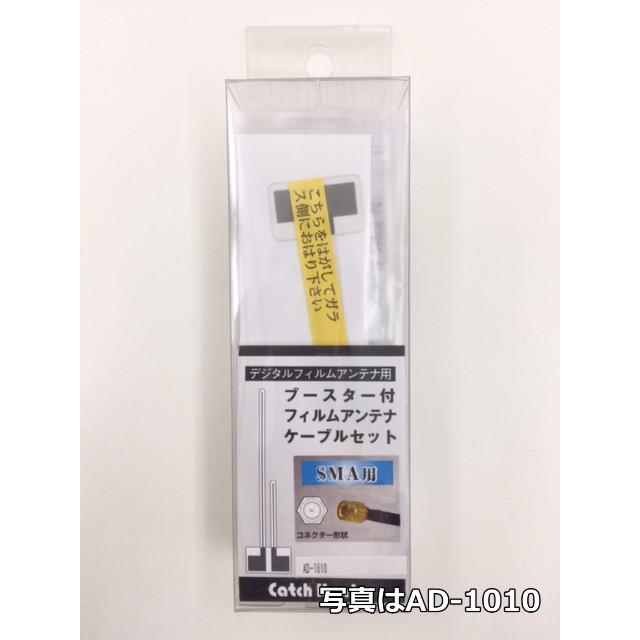 こちらをはがしてガラ
ス側におはり下さい
デジタルフィルムアンテナ用
ブースター付
フィルムアンテナ
ケーブルセット
SMA用
コネクター形状
AD-1010
Catch
写真はAD-1010